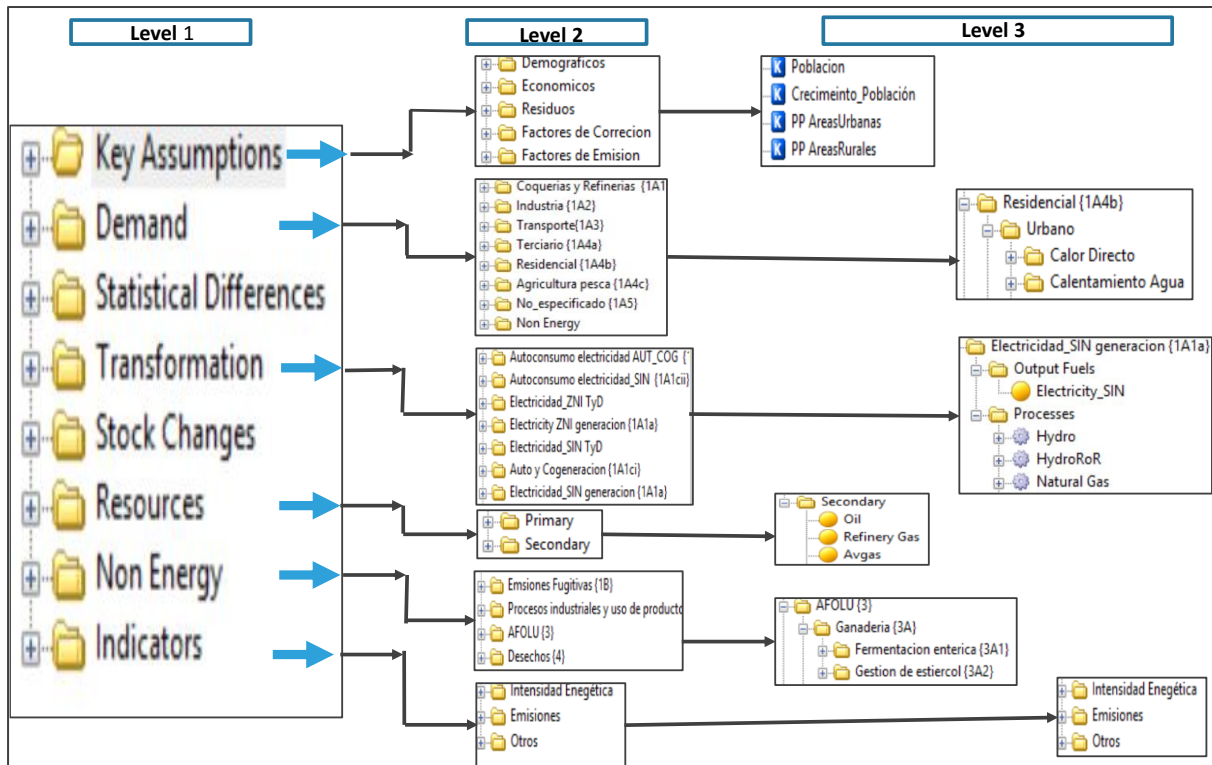 Level 1
Level 2
Level 3
Key Assumptions
Demand
Statistical Differences
Transformation
Stock Changes
Resources
Non Energy
Indicators
Demograficos
Economicos
Residuos
Factores de Correcion
Factores de Emision
Poblacion
Crecimeinto_Población
PP AreasUrbanas
PP AreasRurales
Coquerias y Refinerias {1A1
Industria {1A2}
Transporte{1A3}
Terciario {1A4a}
Residencial {1A4b}
Agricultura pesca {1A4c}
No_especificado {1A5}
Non Energy
Residencial {1A4b}
Urbano
Calor Directo
Calentamiento Agua
Autoconsumo electricidad AUT_COG {
Autoconsumo electricidad_SIN {1A1cii}
Electricidad_ZNI TyD
Electricity ZNI generacion {1A1a}
Electricidad_SIN TyD
Auto y Cogeneracion {1A1ci}
Electricidad_SIN generacion {1A1a}
Electricidad_SIN generacion {1A1a}
Output Fuels
Electricity_SIN
Processes
Hydro
HydroRoR
Natural Gas
Primary
Secondary
Secondary
Oil
Refinery Gas
Avgas
Emsiones Fugitivas {1B}
Procesos industriales y uso de producto
AFOLU {3}
Desechos {4}
AFOLU {3}
Ganaderia {3A}
Fermentacion enterica {3A1}
Gestion de estiercol {3A2}
Intensidad Enegética
Emisiones
Otros
Intensidad Enegética
Emisiones
Otros